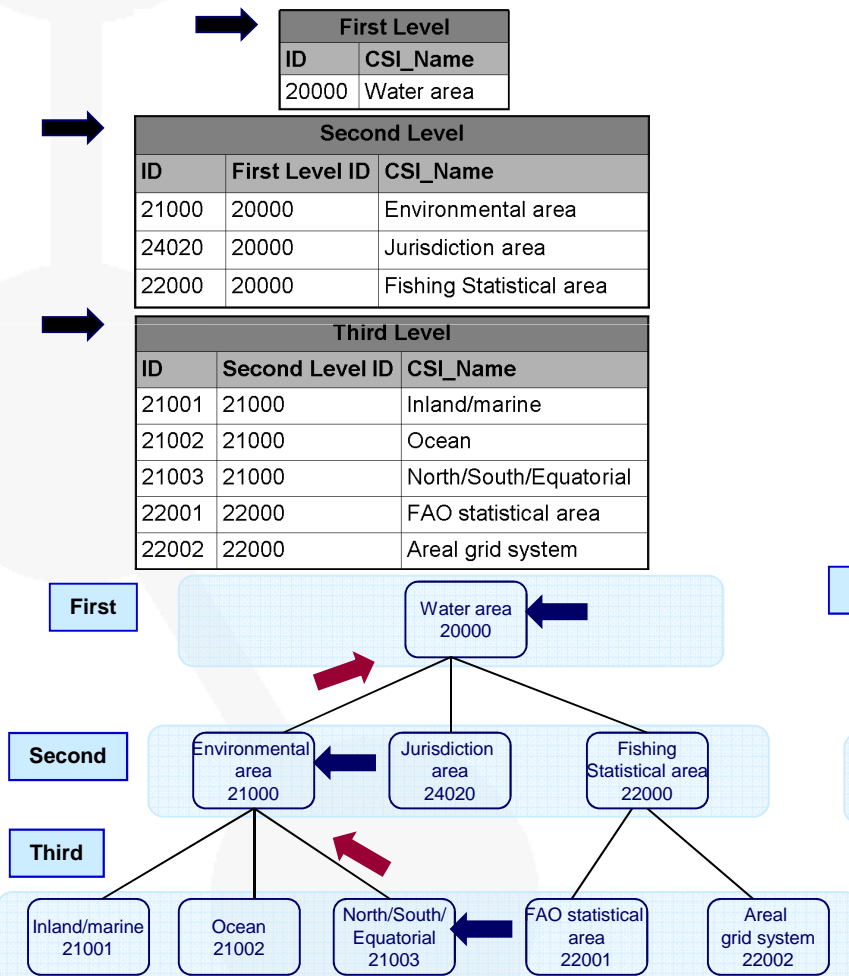 First Level
ID CSI_Name
20000 Water area
Second Level
ID First Level ID CSI_Name
21000 20000 Environmental area
24020 20000 Jurisdiction area
22000 20000 Fishing Statistical area
Third Level
ID Second Level ID CSI_Name
21001 21000 Inland/marine
21002 21000 Ocean
21003 21000 North/South/Equatorial
22001 22000 FAO statistical area
22002 22000 Areal grid system
First
Water area
20000
Second
Environmental
area
21000
Jurisdiction
area
24020
Fishing
Statistical area
22000
Third
Inland/marine
21001
Ocean
21002
North/South/
Equatorial
21003
FAO statistical
area
22001
Areal
grid system
22002